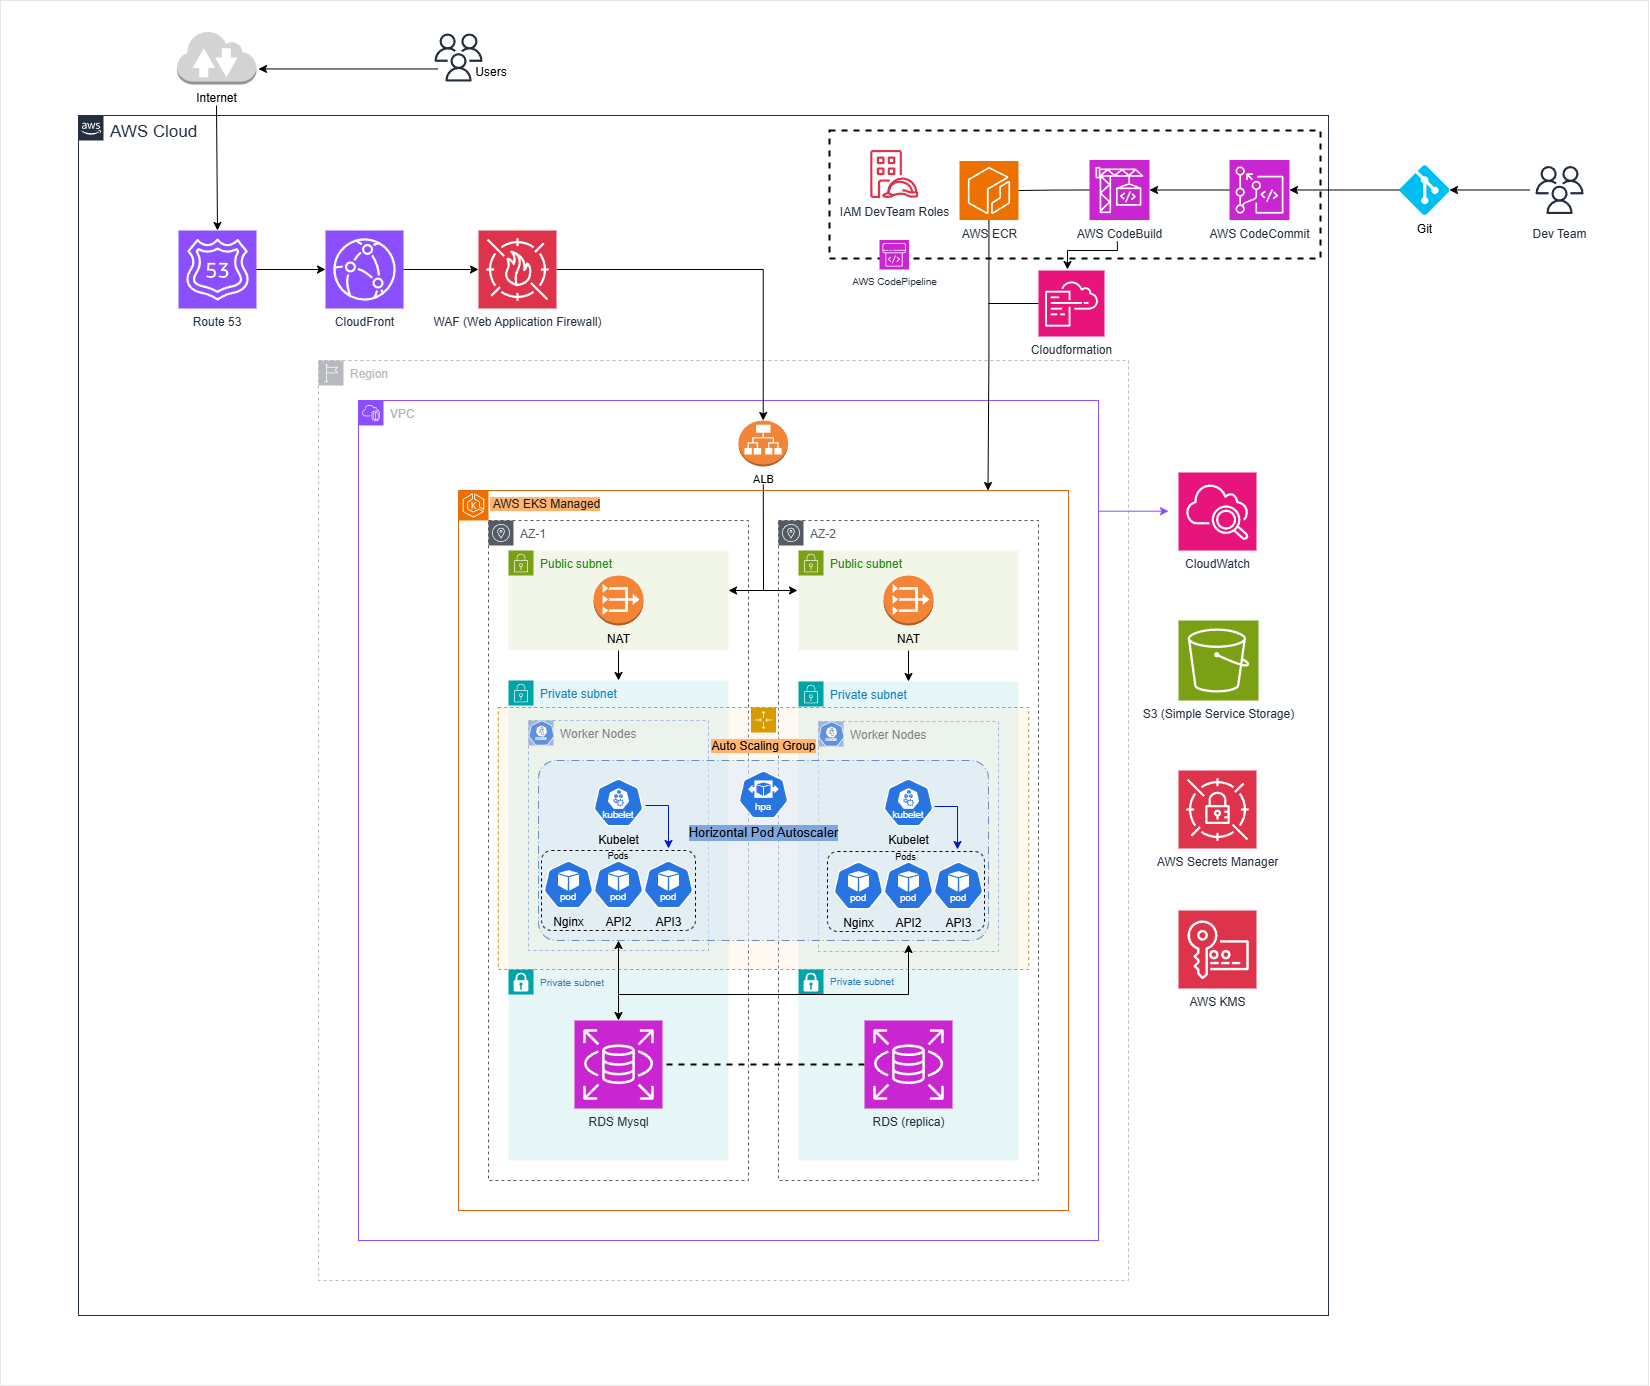 Users
Internet
aws
AWS Cloud
IAM DevTeam Roles
AWS ECR
AWS CodeBuild
AWS CodeCommit
Git
Dev Team
AWS CodePipeline
53
Route 53
CloudFront
WAF (Web Application Firewall)
Cloudformation
Region
VPC
ALB
AWS EKS Managed
AZ-1
AZ-2
Public subnet
Public subnet
NAT
NAT
CloudWatch
Private subnet
Private subnet
S3 (Simple Service Storage)
Worker Nodes
Auto Scaling Group
Worker Nodes
kubelet
hpa
kubelet
Kubelet
Horizontal Pod Autoscaler
Kubelet
Pods
Pods
pod
pod
pod
pod
pod
pod
Nginx
API2
API3
Nginx
API2
API3
AWS Secrets Manager
Private subnet
Private subnet
AWS KMS
RDS Mysql
RDS (replica)